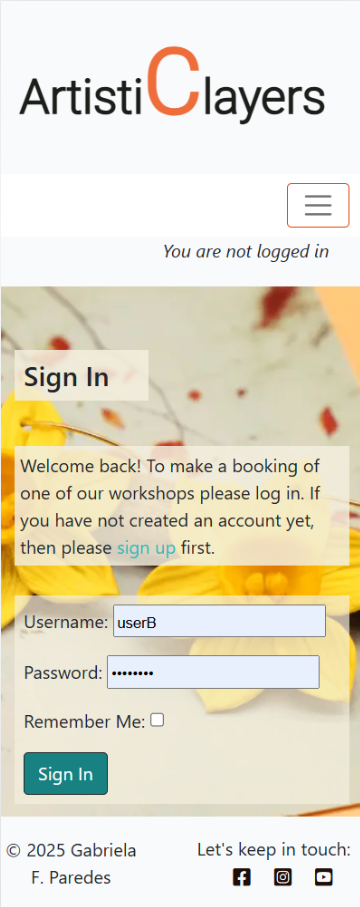 ArtistiClayers
You are not logged in
Sign In
Welcome back! To make a booking of
one of our workshops please log in. If
you have not created an account yet,
then please sign up first.
Username: userB
Password: ••••••••
Remember Me:
Sign In
© 2025 Gabriela
F. Paredes
Let's keep in touch: